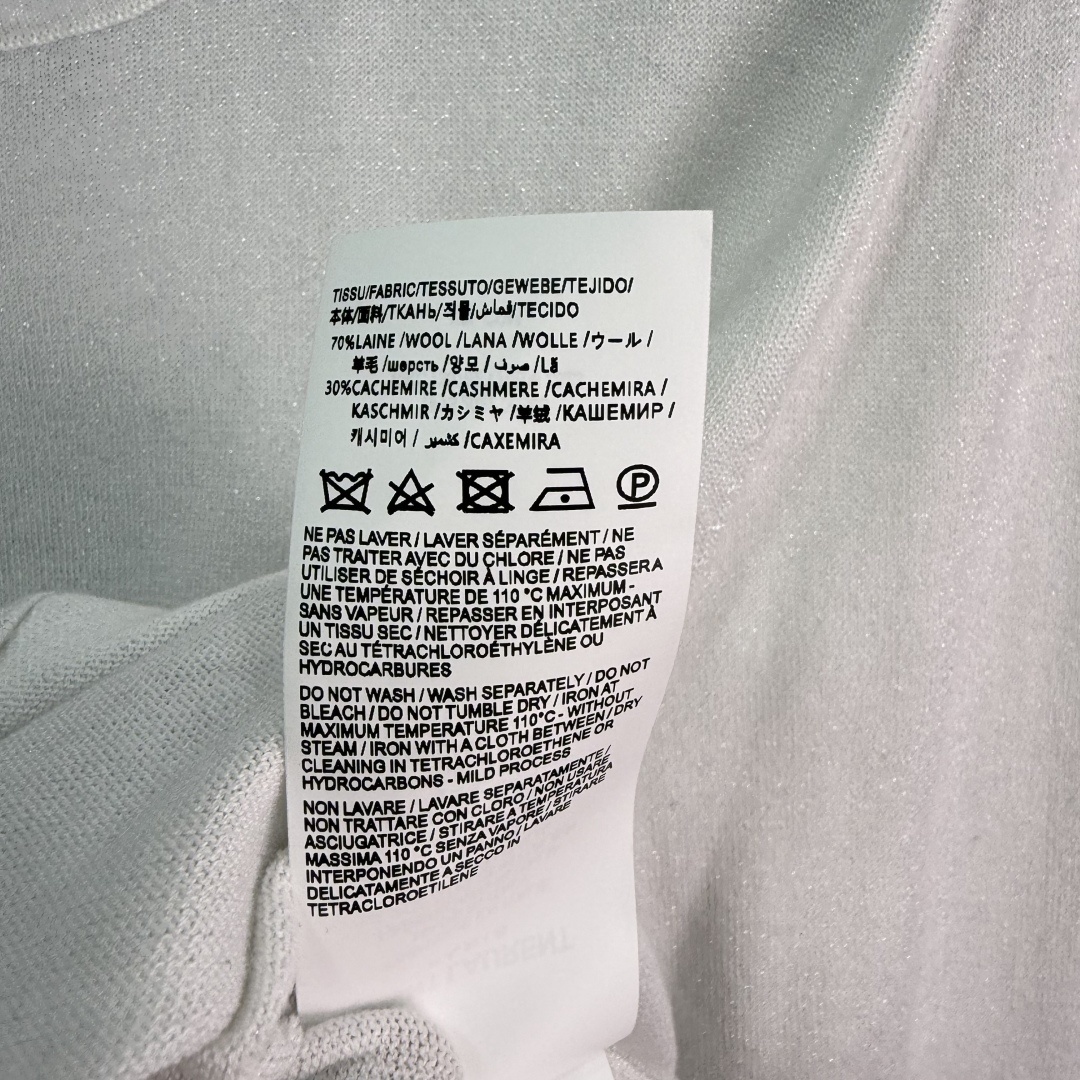 TISSU/FABRIC/TESSUTO/GEWEBE/TEJIDO/
本体/面料/TKAHЬ/직물/قماش/TECIDO
70%LAINE /WOOL /LANA /WOLLE /ウール /
羊毛 /шерсть /양모 / صوف /Lã
30%CACHEMIRE /CASHMERE /CACHEMIRA /
KASCHMIR /カシミヤ /羊绒 /КАШЕМИР /
캐시미어 / كشمير /CAXEMIRA
P
NE PAS LAVER / LAVER SÉPARÉMENT / NE
PAS TRAITER AVEC DU CHLORE / NE PAS
UTILISER DE SÉCHOIR À LINGE / REPASSER A
UNE TEMPÉRATURE DE 110 °C MAXIMUM -
SANS VAPEUR / REPASSER EN INTERPOSANT
UN TISSU SEC / NETTOYER DÉLICATEMENT À
SEC AU TÉTRACHLOROÉTHYLÈNE OU
HYDROCARBURES
DO NOT WASH / WASH SEPARATELY / DO NOT
BLEACH / DO NOT TUMBLE DRY / IRON AT
MAXIMUM TEMPERATURE 110°C - WITHOUT
STEAM / IRON WITH A CLOTH BETWEEN / DRY
CLEANING IN TETRACHLOROETHENE OR
HYDROCARBONS - MILD PROCESS
NON LAVARE / LAVARE SEPARATAMENTE /
NON TRATTARE CON CLORO / NON USARE
ASCIUGATRICE / STIRARE A TEMPERATURA
MASSIMA 110 °C SENZA VAPORE / STIRARE
INTERPONENDO UN PANNO / LAVARE
DELICATAMENTE A SECCO IN
TETRACLOROETILENE
LAURENT